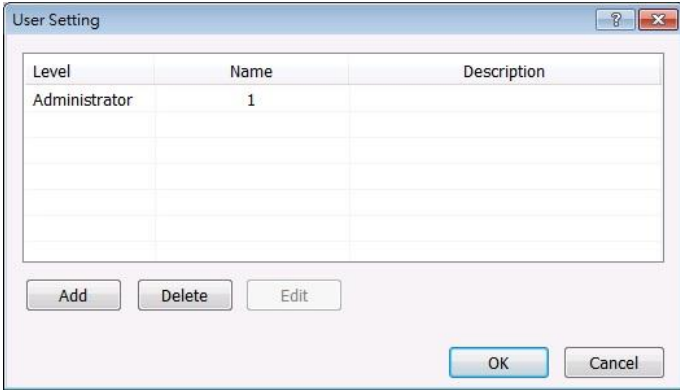 User Setting ?
Level Name Description
Administrator 1
Add Delete Edit
OK Cancel